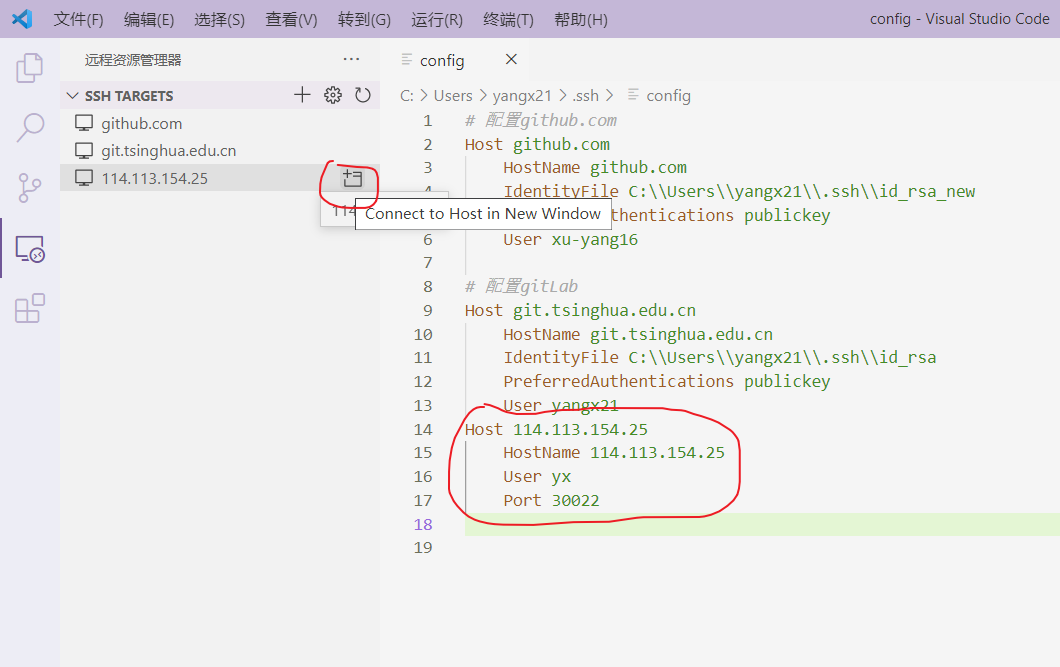 文件(F) 编辑(E) 选择(S) 查看(V) 转到(G) 运行(R) 终端(T) 帮助(H) config - Visual Studio Code
远程资源管理器 ···
config
SSH TARGETS
C: > Users > yangx21 > .ssh > config
github.com
git.tsinghua.edu.cn
114.113.154.25
114
Connect to Host in New Window
1 # 配置github.com
2 Host github.com
3 HostName github.com
4 IdentityFile C:\\Users\\yangx21\\.ssh\\id_rsa_new
Authentications publickey
6 User xu-yang16
7
8 # 配置gitLab
9 Host git.tsinghua.edu.cn
10 HostName git.tsinghua.edu.cn
11 IdentityFile C:\\Users\\yangx21\\.ssh\\id_rsa
12 PreferredAuthentications publickey
13 User yangx21
14 Host 114.113.154.25
15 HostName 114.113.154.25
16 User yx
17 Port 30022
18
19